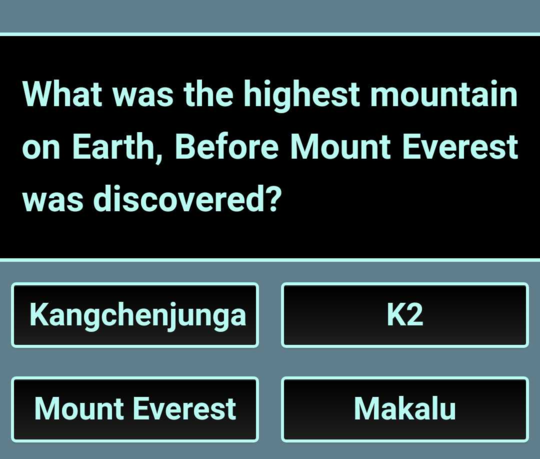 What was the highest mountain
on Earth, Before Mount Everest
was discovered?
Kangchenjunga
K2
Mount Everest
Makalu